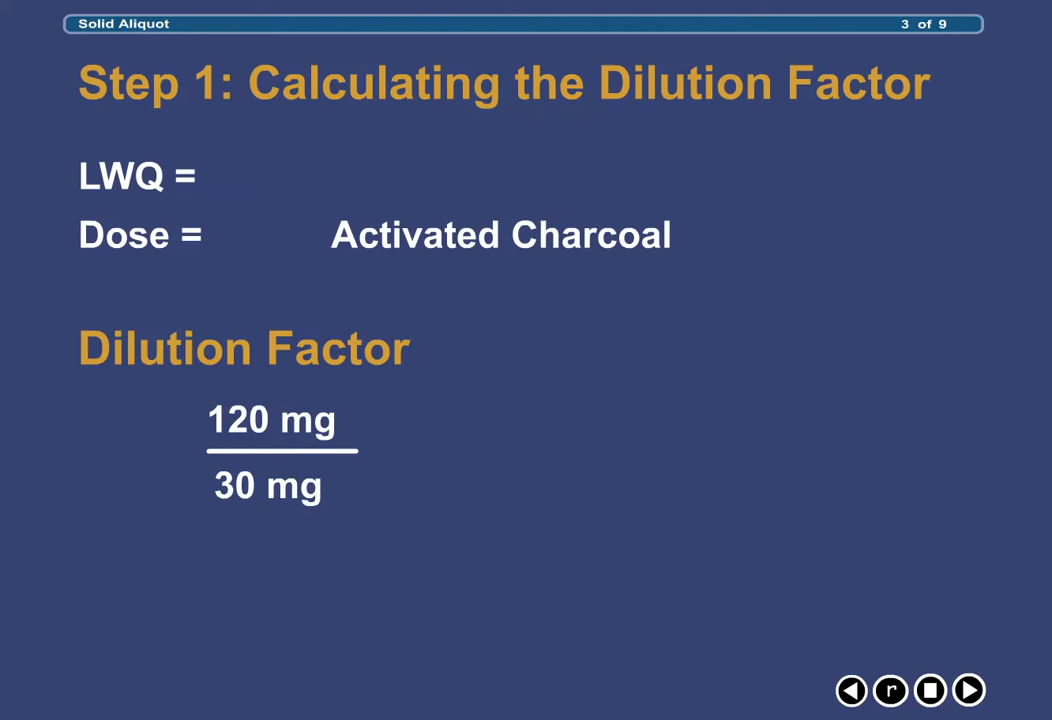 Solid Aliquot 3 of 9
Step 1: Calculating the Dilution Factor
LWQ =
Dose = Activated Charcoal
Dilution Factor
120 mg
30 mg
r